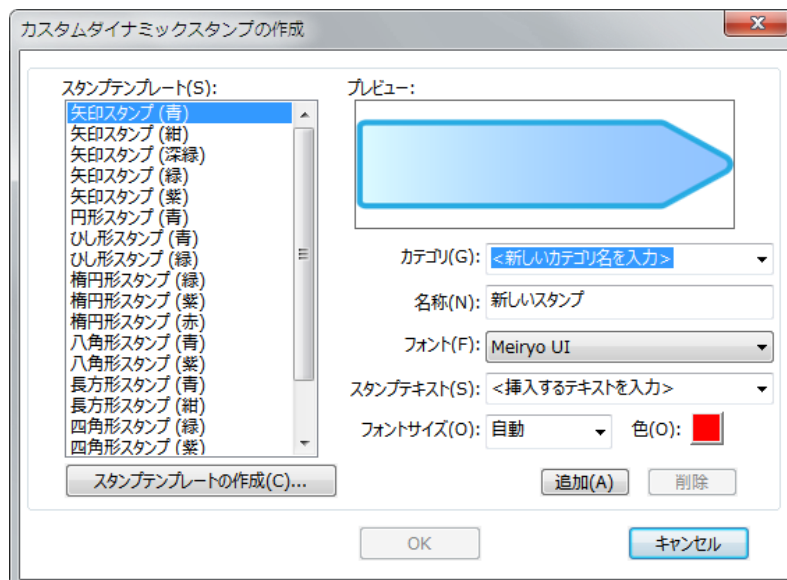 カスタムダイナミックスタンプの作成
スタンプテンプレート(S):
矢印スタンプ (青)
矢印スタンプ (紺)
矢印スタンプ (深緑)
矢印スタンプ (緑)
矢印スタンプ (紫)
円形スタンプ (青)
ひし形スタンプ (青)
ひし形スタンプ (緑)
楕円形スタンプ (緑)
楕円形スタンプ (紫)
楕円形スタンプ (赤)
八角形スタンプ (青)
八角形スタンプ (紫)
長方形スタンプ (青)
長方形スタンプ (紺)
四角形スタンプ (緑)
四角形スタンプ (紫)
スタンプテンプレートの作成(C)...
プレビュー:
カテゴリ(G): <新しいカテゴリ名を入力>
名称(N): 新しいスタンプ
フォント(F): Meiryo UI
スタンプテキスト(S): <挿入するテキストを入力>
フォントサイズ(O): 自動 色(O):
追加(A) 削除
OK キャンセル